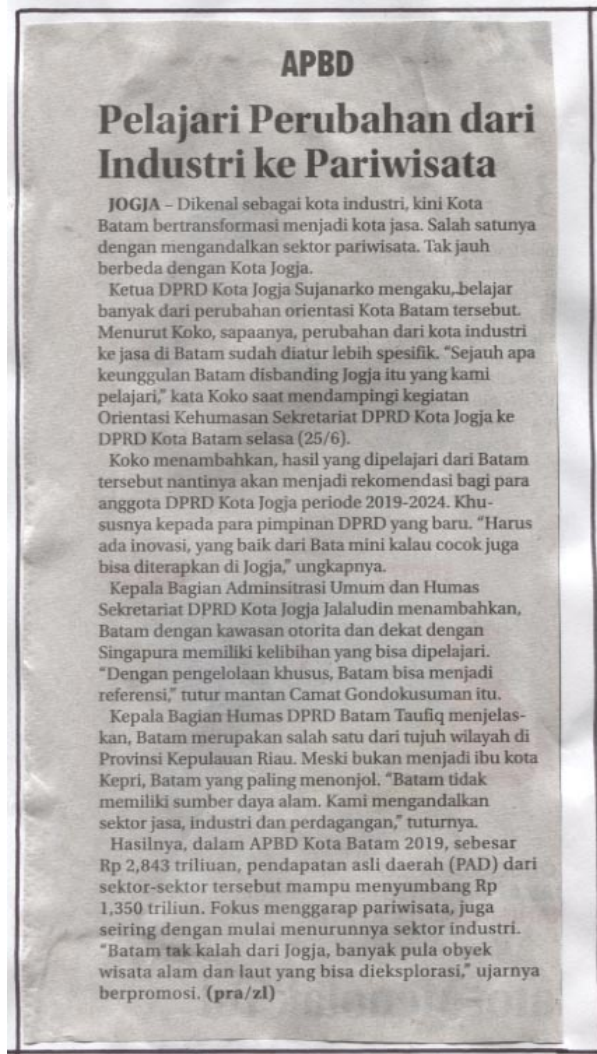 APBD
Pelajari Perubahan dari
Industri ke Pariwisata
JOGJA – Dikenal sebagai kota industri, kini Kota
Batam bertransformasi menjadi kota jasa. Salah satunya
dengan mengandalkan sektor pariwisata. Tak jauh
berbeda dengan Kota Jogja.
Ketua DPRD Kota Jogja Sujanarko mengaku, belajar
banyak dari perubahan orientasi Kota Batam tersebut.
Menurut Koko, sapaanya, perubahan dari kota industri
ke jasa di Batam sudah diatur lebih spesifik. “Sejauh apa
keunggulan Batam disbanding Jogja itu yang kami
pelajari,” kata Koko saat mendampingi kegiatan
Orientasi Kehumasan Sekretariat DPRD Kota Jogja ke
DPRD Kota Batam selasa (25/6).
Koko menambahkan, hasil yang dipelajari dari Batam
tersebut nantinya akan menjadi rekomendasi bagi para
anggota DPRD Kota Jogja periode 2019-2024. Khu-
susnya kepada para pimpinan DPRD yang baru. “Harus
ada inovasi, yang baik dari Bata mini kalau cocok juga
bisa diterapkan di Jogja,” ungkapnya.
Kepala Bagian Adminsitrasi Umum dan Humas
Sekretariat DPRD Kota Jogja Jalaludin menambahkan,
Batam dengan kawasan otorita dan dekat dengan
Singapura memiliki kelibihan yang bisa dipelajari.
“Dengan pengelolaan khusus, Batam bisa menjadi
referensi,” tutur mantan Camat Gondokusuman itu.
Kepala Bagian Humas DPRD Batam Taufiq menjelas-
kan, Batam merupakan salah satu dari tujuh wilayah di
Provinsi Kepulauan Riau. Meski bukan menjadi ibu kota
Kepri, Batam yang paling menonjol. “Batam tidak
memiliki sumber daya alam. Kami mengandalkan
sektor jasa, industri dan perdagangan,” tuturnya.
Hasilnya, dalam APBD Kota Batam 2019, sebesar
Rp 2,843 triliuan, pendapatan asli daerah (PAD) dari
sektor-sektor tersebut mampu menyumbang Rp
1,350 triliun. Fokus menggarap pariwisata, juga
seiring dengan mulai menurunnya sektor industri.
“Batam tak kalah dari Jogja, banyak pula obyek
wisata alam dan laut yang bisa dieksplorasi,” ujarnya
berpromosi. (pra/zl)